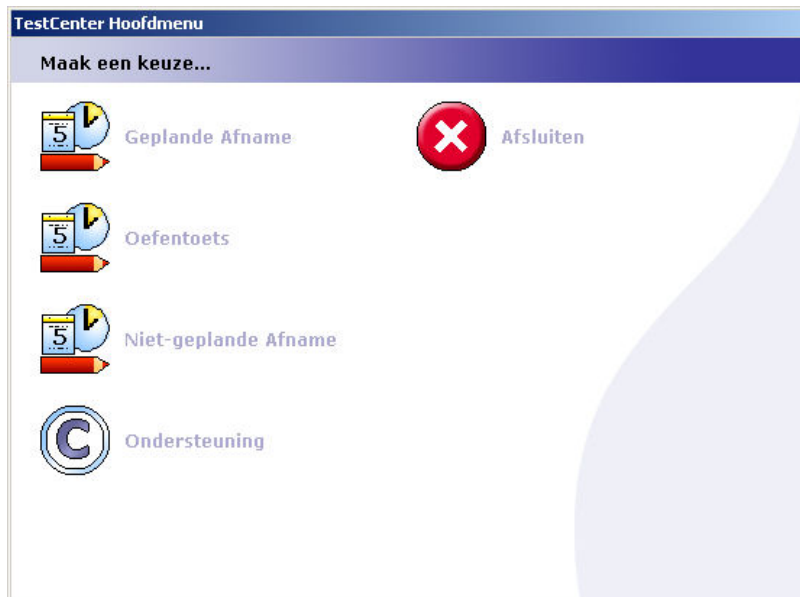 TestCenter Hoofdmenu
Maak een keuze...
5 Geplande Afname
Afsluiten
5 Oefentoets
5 Niet-geplande Afname
C Ondersteuning